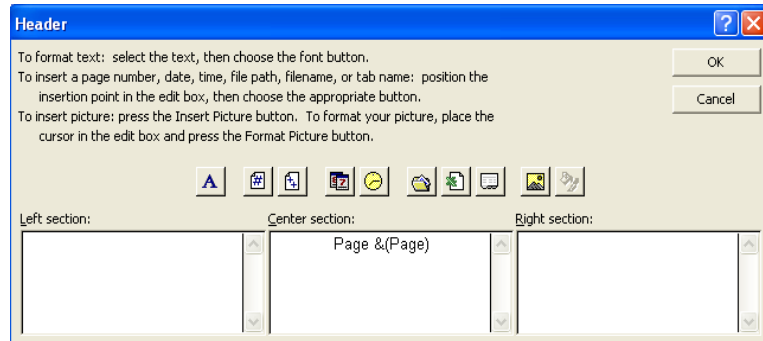 Header
To format text: select the text, then choose the font button.
To insert a page number, date, time, file path, filename, or tab name: position the
insertion point in the edit box, then choose the appropriate button.
To insert picture: press the Insert Picture button. To format your picture, place the
cursor in the edit box and press the Format Picture button.
OK
Cancel
A
Left section:
Center section:
Right section:
Page &(Page)